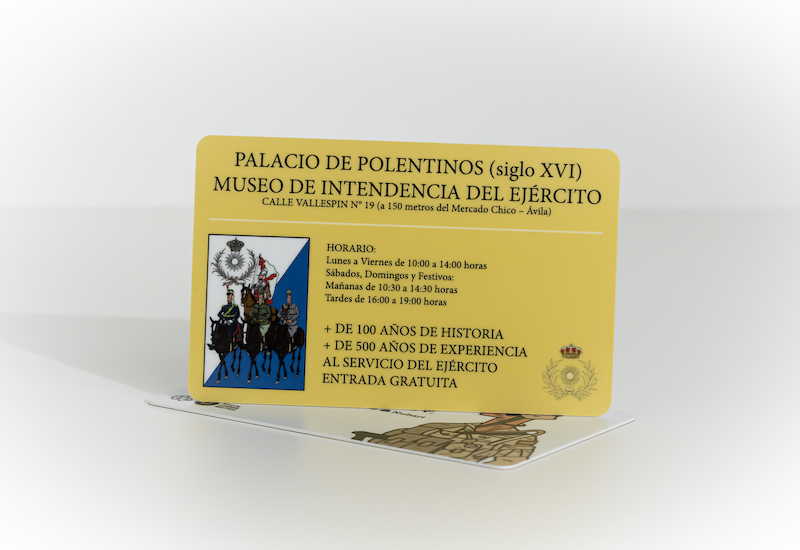 PALACIO DE POLENTINOS (siglo XVI)
MUSEO DE INTENDENCIA DEL EJÉRCITO
CALLE VALLESPIN Nº 19 (a 150 metros del Mercado Chico – Ávila)
HORARIO:
Lunes a Viernes de 10:00 a 14:00 horas
Sábados, Domingos y Festivos:
Mañanas de 10:30 a 14:30 horas
Tardes de 16:00 a 19:00 horas
+ DE 100 AÑOS DE HISTORIA
+ DE 500 AÑOS DE EXPERIENCIA
AL SERVICIO DEL EJÉRCITO
ENTRADA GRATUITA